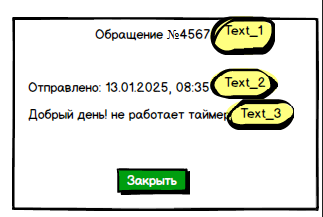 Обращение №4567 Text_1
Отправлено: 13.01.2025, 08:35 Text_2
Добрый день! не работает таймер Text_3
Закрыть